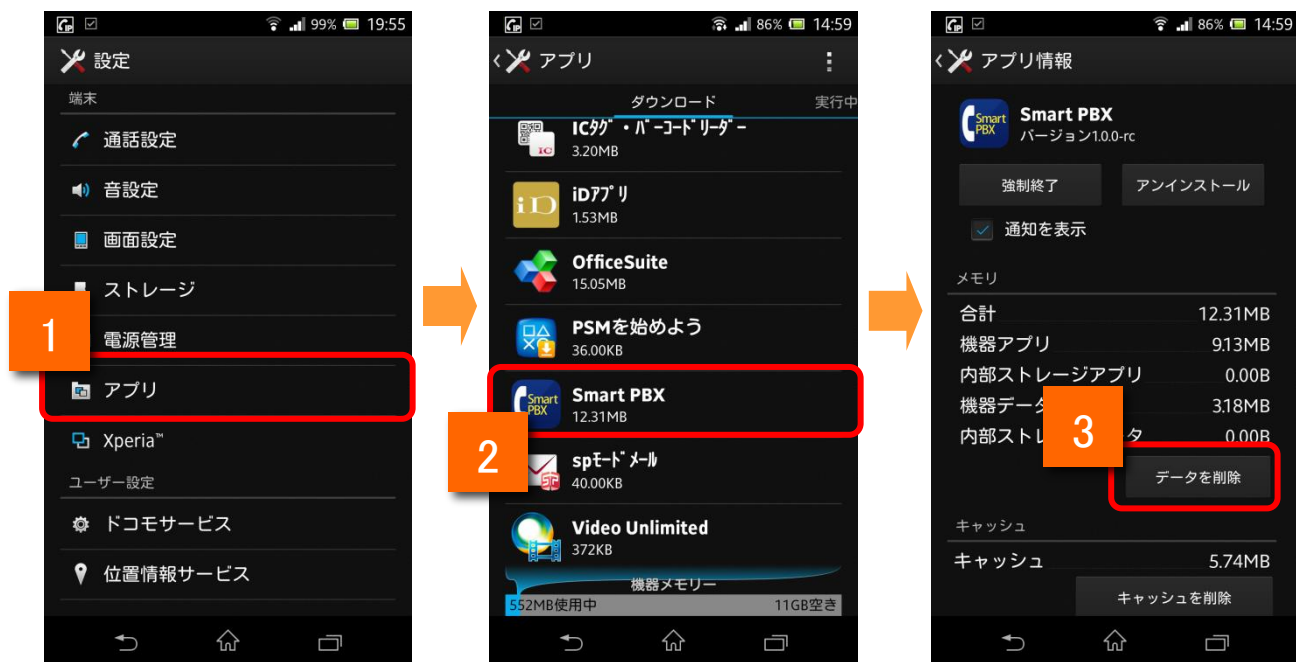 99% 19:55
設定
端末
通話設定
音設定
画面設定
ストレージ
1
電源管理
アプリ
Xperia™
ユーザー設定
ドコモサービス
位置情報サービス
86% 14:59
アプリ
ダウンロード 実行中
ICﾀｸﾞ・ﾊﾞｰｺｰﾄﾞﾘｰﾀﾞｰ
3.20MB
iD
iDｱﾌﾟﾘ
1.53MB
OfficeSuite
15.05MB
PSMを始めよう
36.00KB
Smart PBX
Smart PBX
12.31MB
2
spﾓｰﾄﾞﾒｰﾙ
40.00KB
Video Unlimited
372KB
機器メモリー
552MB使用中 11GB空き
86% 14:59
アプリ情報
Smart PBX
Smart PBX
バージョン1.0.0-rc
強制終了 アンインストール
通知を表示
メモリ
合計 12.31MB
機器アプリ 9.13MB
内部ストレージアプリ 0.00B
機器データ 3.18MB
3
内部スト タ 0.00B
データを削除
キャッシュ
キャッシュ 5.74MB
キャッシュを削除